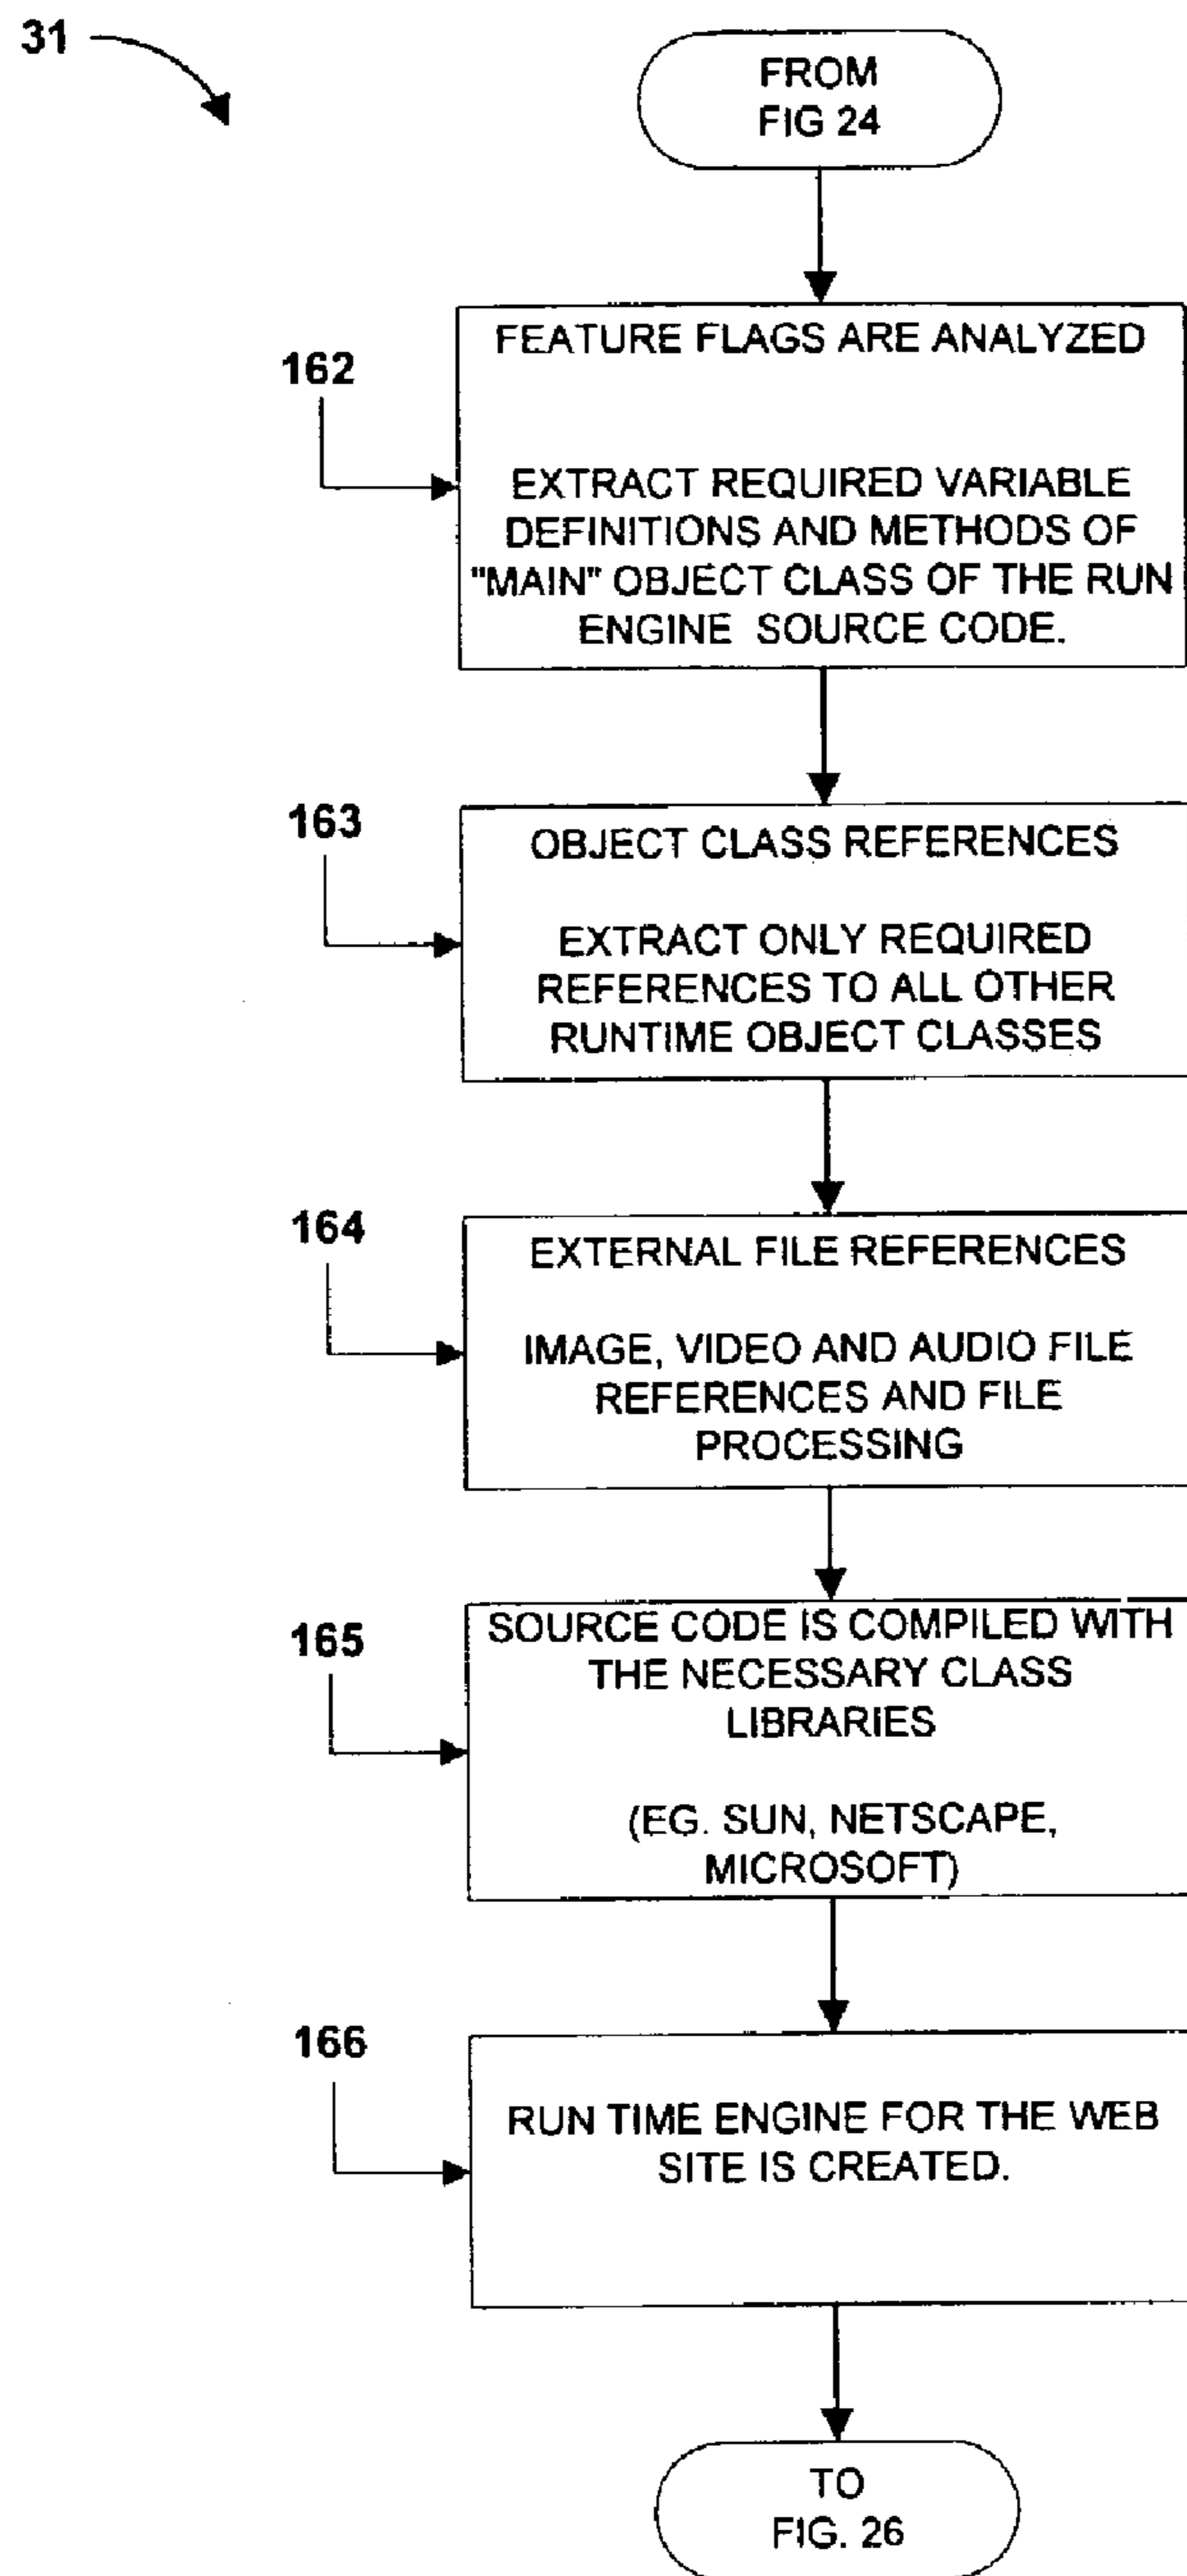 31
FROM
FIG 24
162
FEATURE FLAGS ARE ANALYZED
EXTRACT REQUIRED VARIABLE
DEFINITIONS AND METHODS OF
"MAIN" OBJECT CLASS OF THE RUN
ENGINE SOURCE CODE.
163
OBJECT CLASS REFERENCES
EXTRACT ONLY REQUIRED
REFERENCES TO ALL OTHER
RUNTIME OBJECT CLASSES
164
EXTERNAL FILE REFERENCES
IMAGE, VIDEO AND AUDIO FILE
REFERENCES AND FILE
PROCESSING
165
SOURCE CODE IS COMPILED WITH
THE NECESSARY CLASS
LIBRARIES
(EG. SUN, NETSCAPE,
MICROSOFT)
166
RUN TIME ENGINE FOR THE WEB
SITE IS CREATED.
TO
FIG. 26